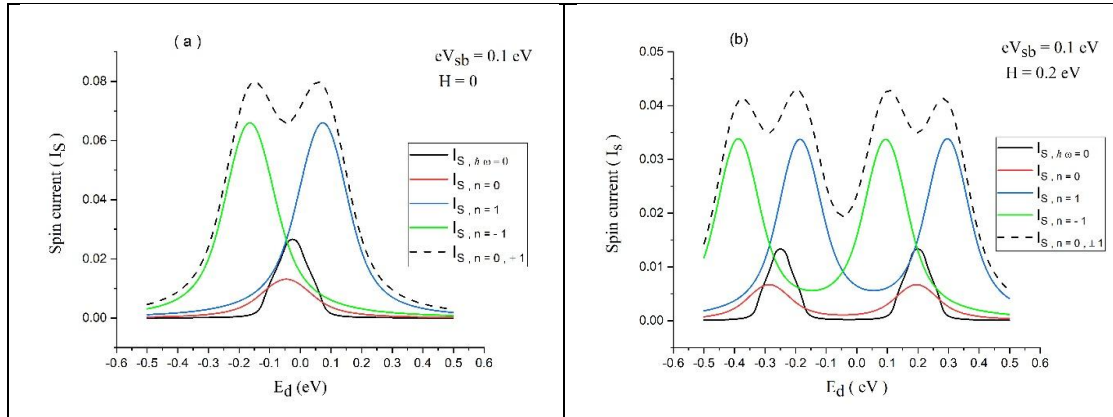 ( a )
eV_sb = 0.1 eV
H = 0
0.08
0.06
0.04
0.02
0.00
Spin current ( I_S )
I_S , ℏω=0
I_S , n = 0
I_S , n = 1
I_S , n = - 1
I_S , n = 0 , + 1
-0.6 -0.5 -0.4 -0.3 -0.2 -0.1 0.0 0.1 0.2 0.3 0.4 0.5 0.6
E_d (eV)
(b)
eV_sb = 0.1 eV
H = 0.2 eV
0.05
0.04
0.03
0.02
0.01
0.00
Spin current ( I_S )
I_S , ℏω=0
I_S , n = 0
I_S , n = 1
I_S , n = - 1
I_S , n = 0 , ⊥1
-0.6 -0.5 -0.4 -0.3 -0.2 -0.1 0.0 0.1 0.2 0.3 0.4 0.5 0.6
E_d ( eV )